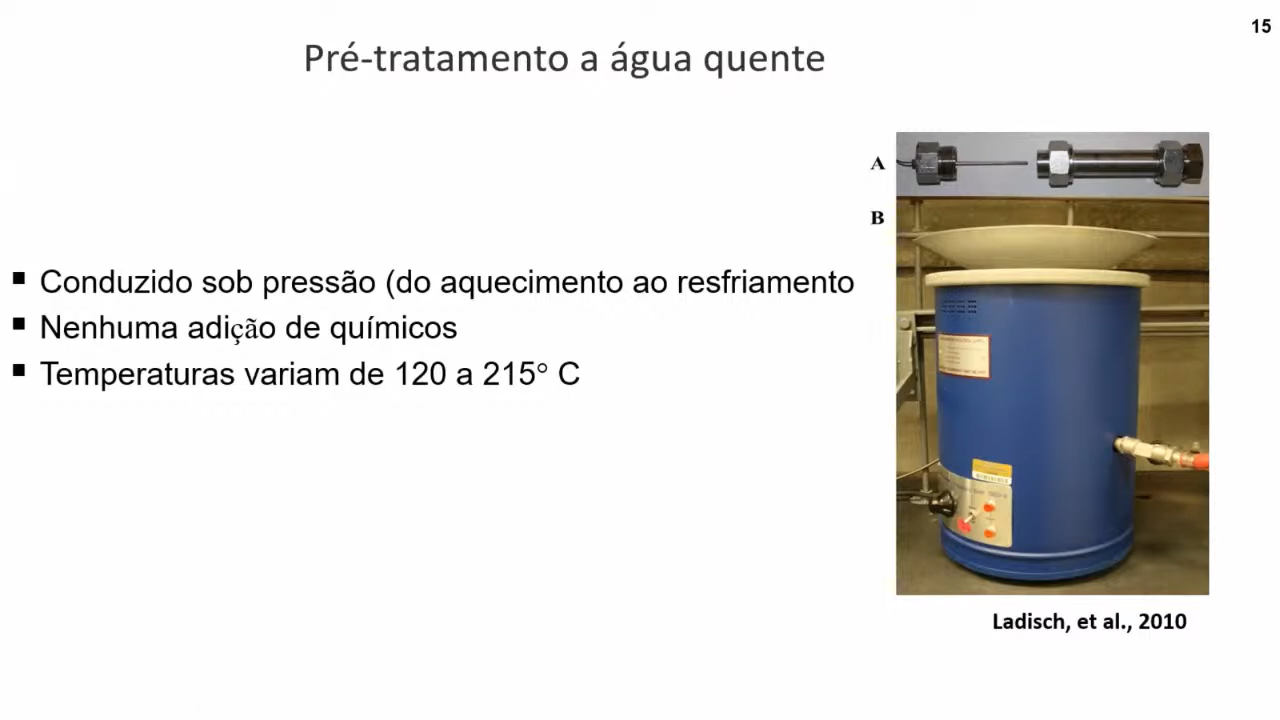 15
Pré-tratamento a água quente
A
B
▪ Conduzido sob pressão (do aquecimento ao resfriamento
▪ Nenhuma adição de químicos
▪ Temperaturas variam de 120 a 215° C
Ladisch, et al., 2010